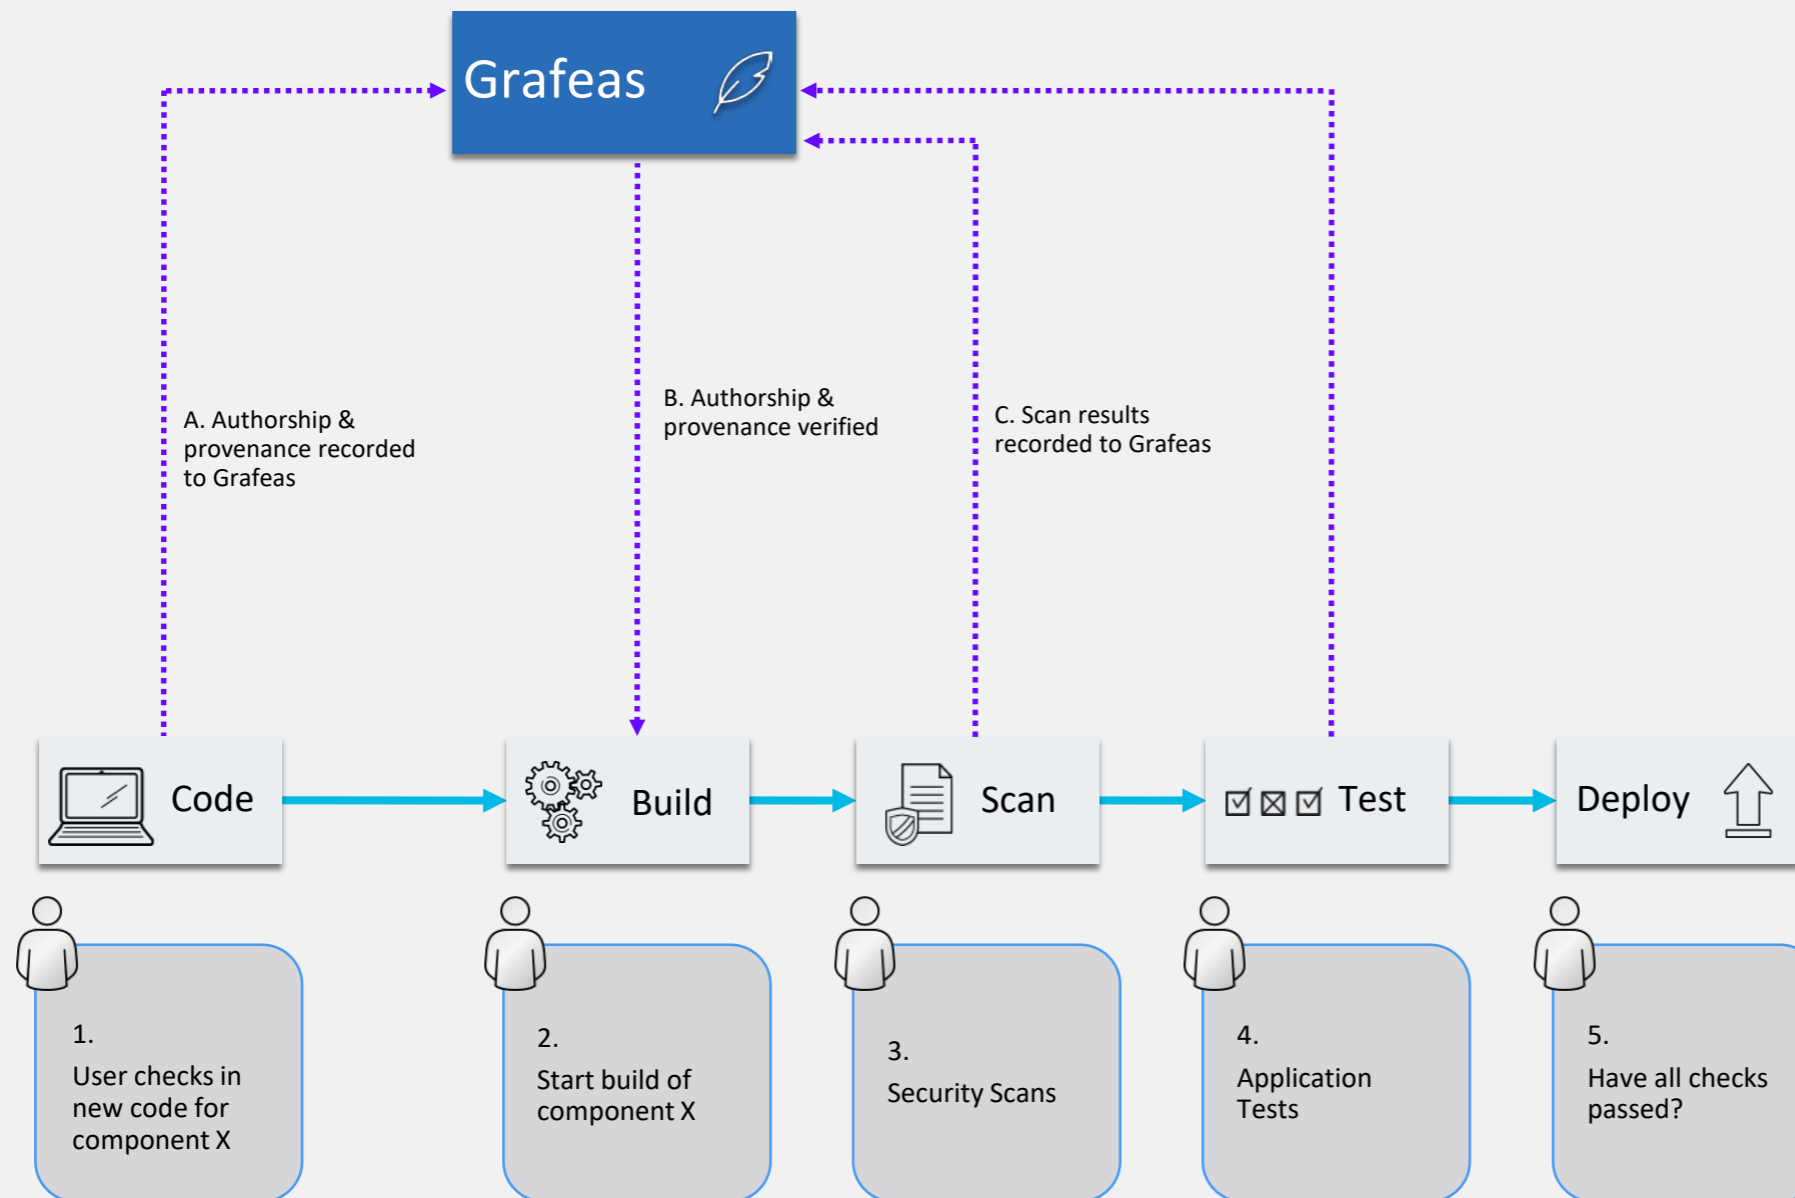 Grafeas
A. Authorship &
provenance recorded
to Grafeas
B. Authorship &
provenance verified
C. Scan results
recorded to Grafeas
Code
Build
Scan
Test
Deploy
1.
User checks in
new code for
component X
2.
Start build of
component X
3.
Security Scans
4.
Application
Tests
5.
Have all checks
passed?